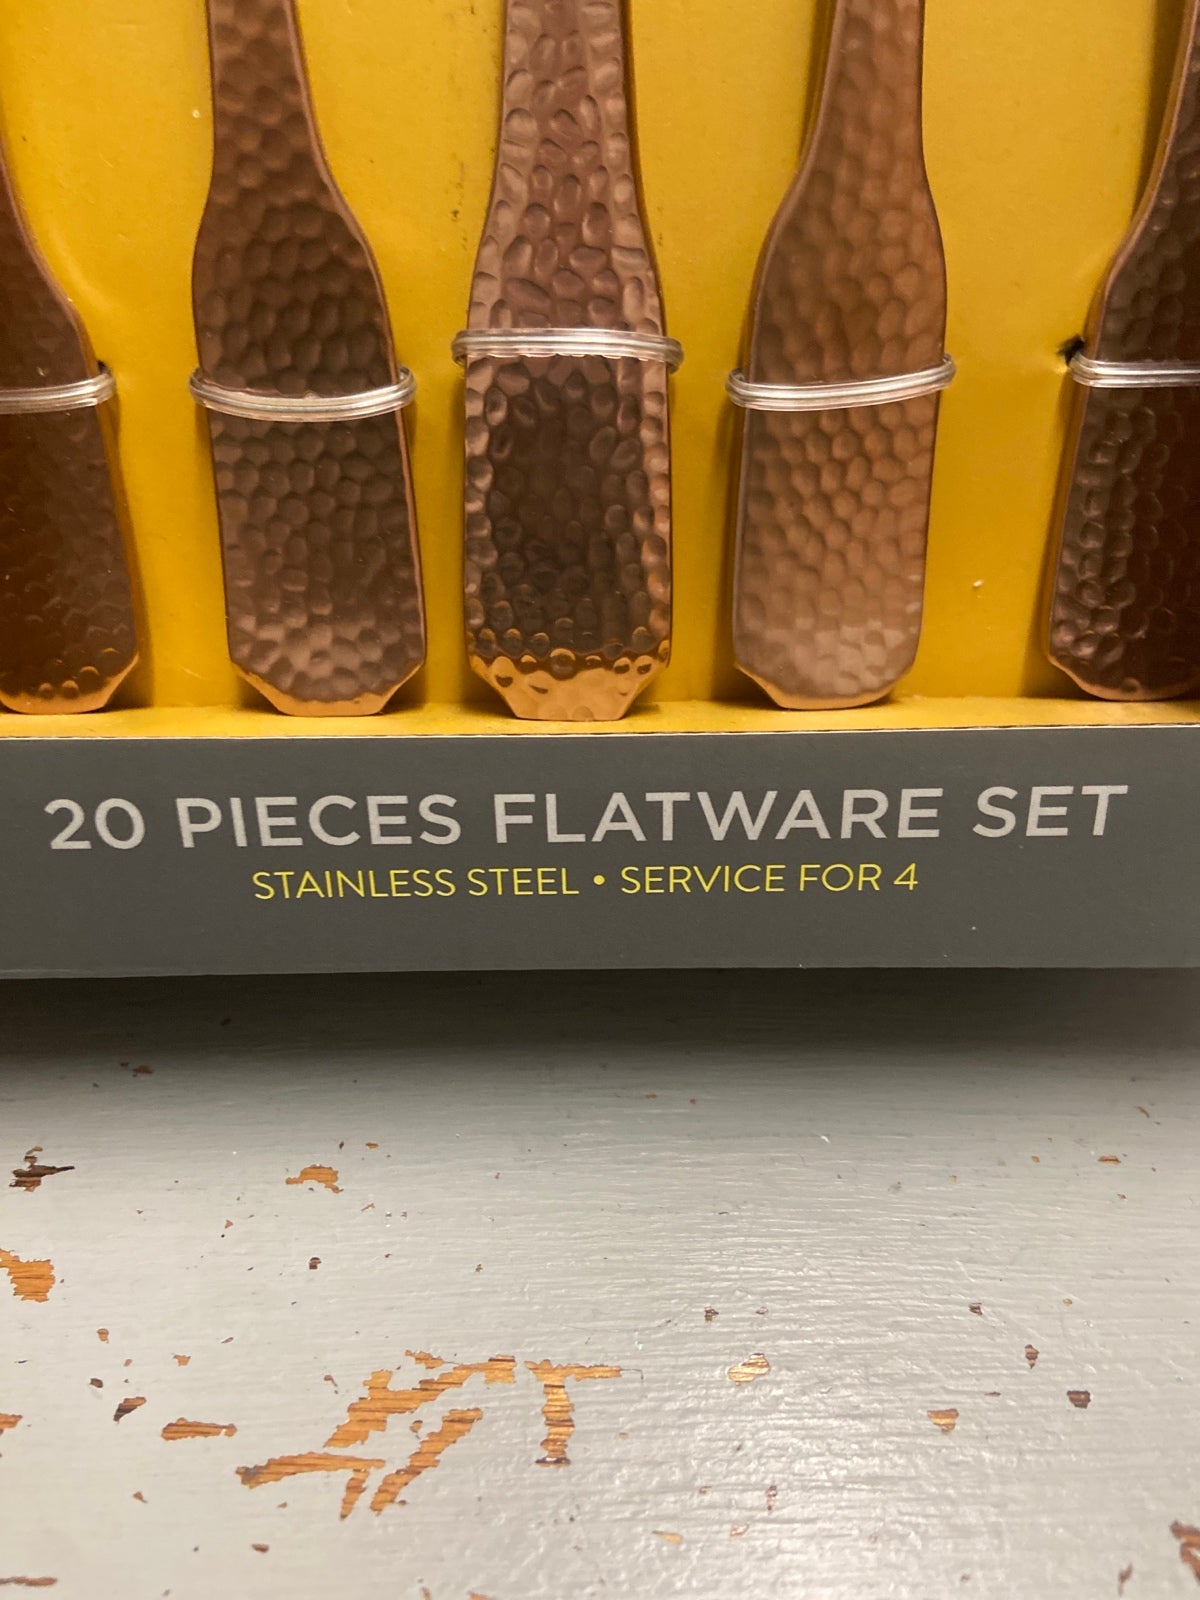 20 PIECES FLATWARE SET
STAINLESS STEEL • SERVICE FOR 4